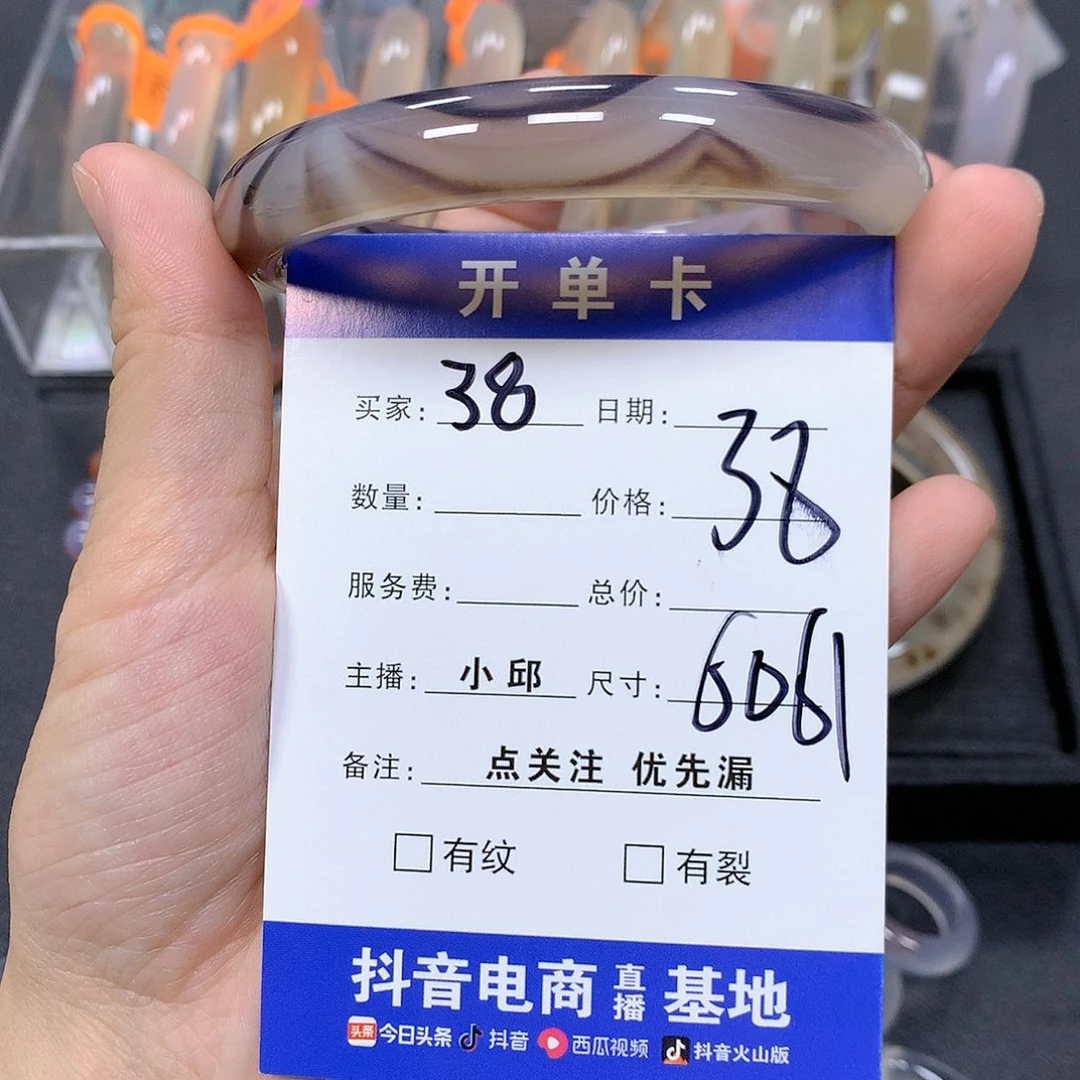 开单卡
买家: 38 日期:
数量: 价格: 38
服务费: 总价:
主播: 小邱 尺寸: 6061
备注: 点关注 优先漏
□有纹 □有裂
抖音电商直播基地
头条 今日头条 抖音 西瓜视频 抖音火山版